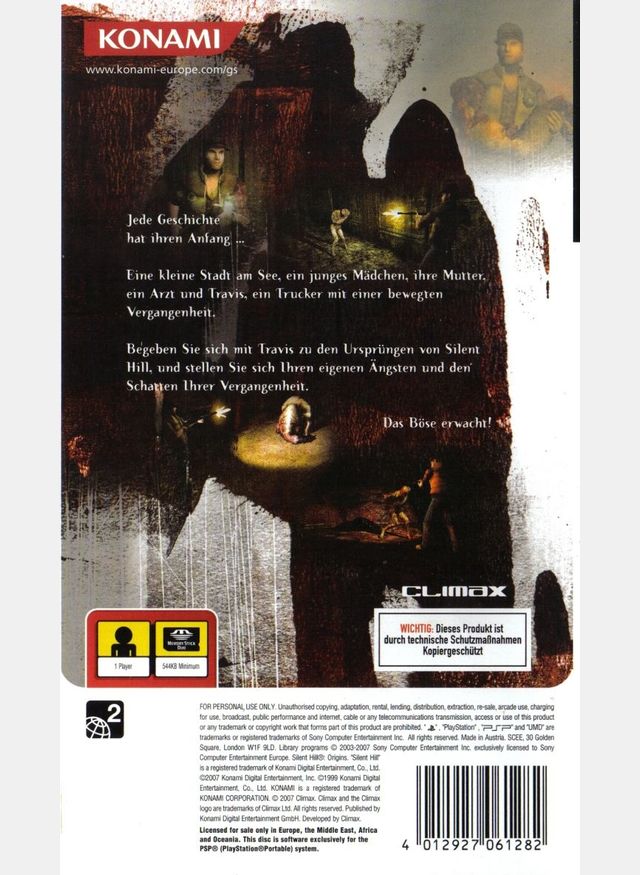 KONAMI
www.konami-europe.com/gs
Jede Geschichte
hat ihren Anfang ...
Eine kleine Stadt am See, ein junges Mädchen, ihre Mutter,
ein Arzt und Travis, ein Trucker mit einer bewegten
Vergangenheit.
Begeben Sie sich mit Travis zu den Ursprüngen von Silent
Hill, und stellen Sie sich Ihren eigenen Ängsten und den
Schatten Ihrer Vergangenheit.
Das Böse erwacht!
CLIMAX
WICHTIG: Dieses Produkt ist
durch technische Schutzmaßnahmen
Kopiergeschützt
MEMORY STICK
DUO
1 Player
544KB Minimum
2
FOR PERSONAL USE ONLY. Unauthorised copying, adaptation, rental, lending, distribution, extraction, re-sale, arcade use, charging
for use, broadcast, public performance and internet, cable or any telecommunications transmission, access or use of this product
or any trademark or copyright work that forms part of this product are prohibited. " ", "PlayStation", "PSP" and "UMD" are
trademarks or registered trademarks of Sony Computer Entertainment Inc. All rights reserved. Made in Austria. SCEE, 30 Golden
Square, London W1F 9LD. Library programs © 2003-2007 Sony Computer Entertainment Inc. exclusively licensed to Sony
Computer Entertainment Europe. Silent Hill®: Origins. "Silent Hill"
is a registered trademark of Konami Digital Entertainment, Co., Ltd.
©2007 Konami Digital Entertainment, Inc. ©1999 Konami Digital
Entertainment, Co., Ltd. KONAMI is a registered trademark of
KONAMI CORPORATION. © 2007 Climax. Climax and the Climax
logo are trademarks of Climax Ltd. All rights reserved. Published by
Konami Digital Entertainment GmbH. Developed by Climax.
Licensed for sale only in Europe, the Middle East, Africa
and Oceania. This disc is software exclusively for the
PSP® (PlayStation®Portable) system.
4 012927 061282